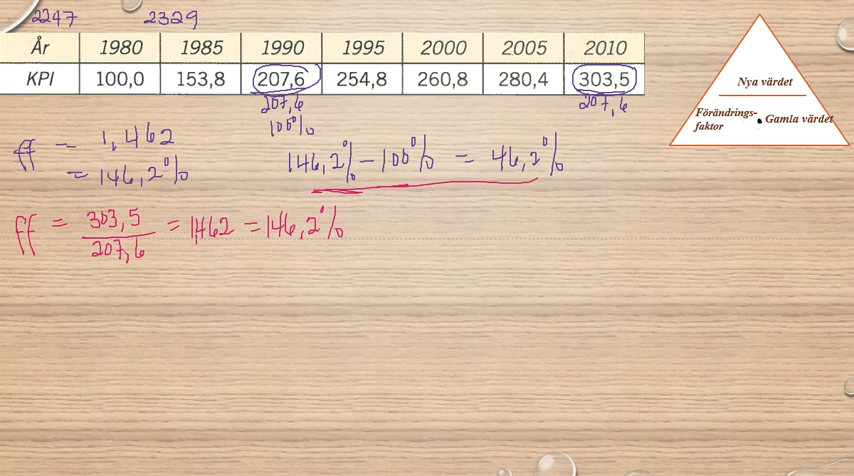 2247 2329
År 1980 1985 1990 1995 2000 2005 2010
KPI 100,0 153,8 207,6 254,8 260,8 280,4 303,5
207,6 207,6
100%
Nya värdet
Förändrings-
faktor • Gamla värdet
ff = 1,462
= 146,2%
146,2% - 100% = 46,2%
ff = 303,5 / 207,6 = 1,462 = 146,2%